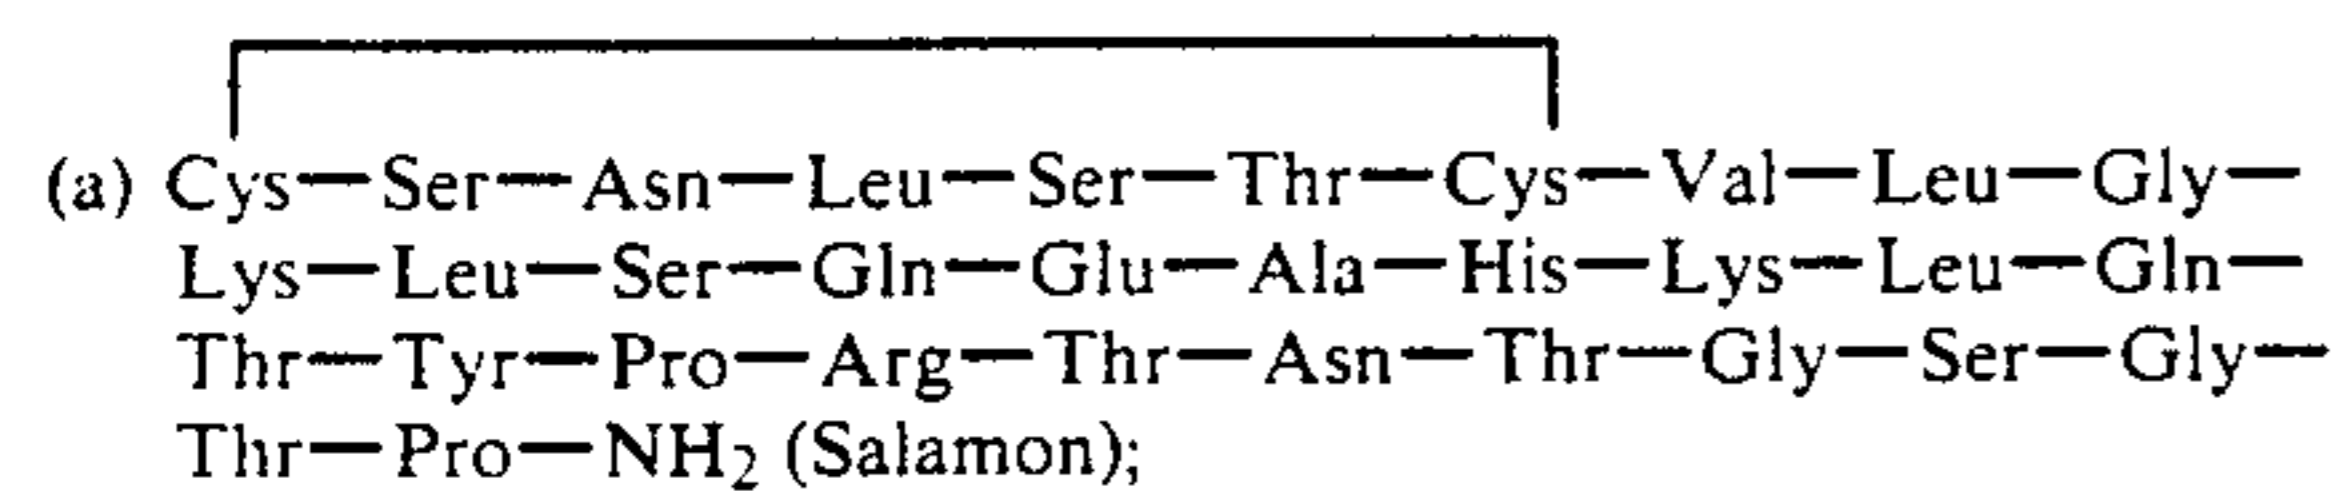 (a) Cys—Ser—Asn—Leu—Ser—Thr—Cys—Val—Leu—Gly—
Lys—Leu—Ser—Gln—Glu—Ala—His—Lys—Leu—Gln—
Thr—Tyr—Pro—Arg—Thr—Asn—Thr—Gly—Ser—Gly—
Thr—Pro—NH₂ (Salamon);